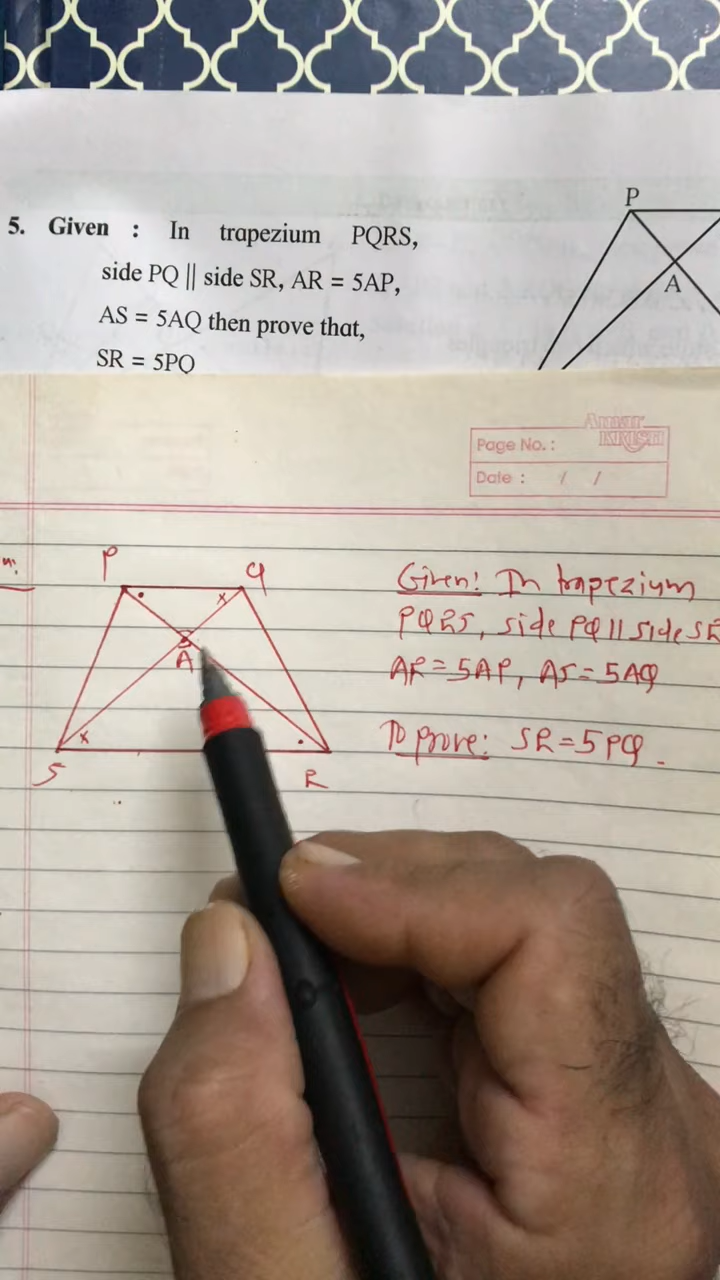 P
5. Given : In trapezium PQRS,
side PQ || side SR, AR = 5AP,
A
AS = 5AQ then prove that,
SR = 5PQ
Page No. :
Date : / /
P
Q
x
A
x
S
R
Given: In trapezium
PQRS, side PQ || side SR
AR = 5AP, AS = 5AQ
To prove: SR = 5PQ.